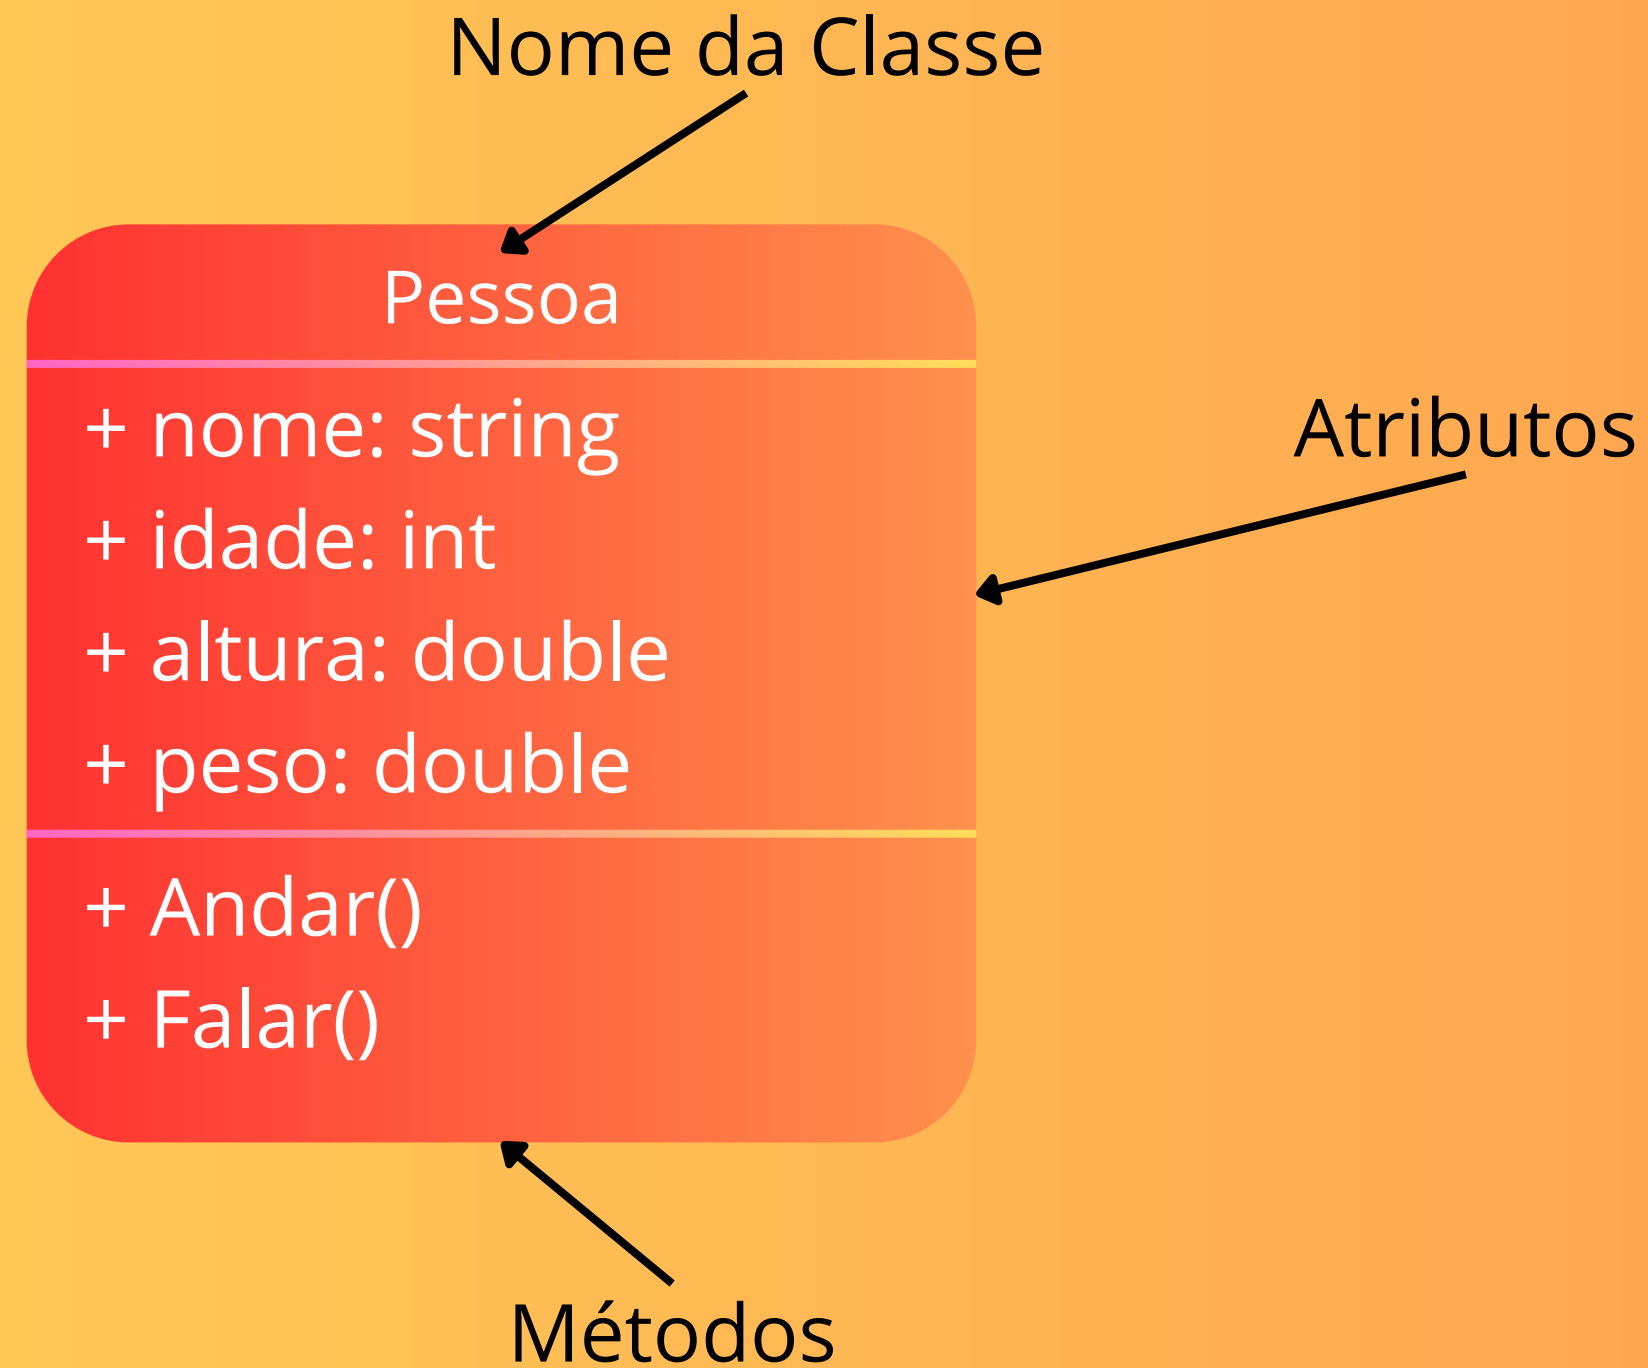 Nome da Classe
Pessoa
+ nome: string
+ idade: int
+ altura: double
+ peso: double
Atributos
+ Andar()
+ Falar()
Métodos